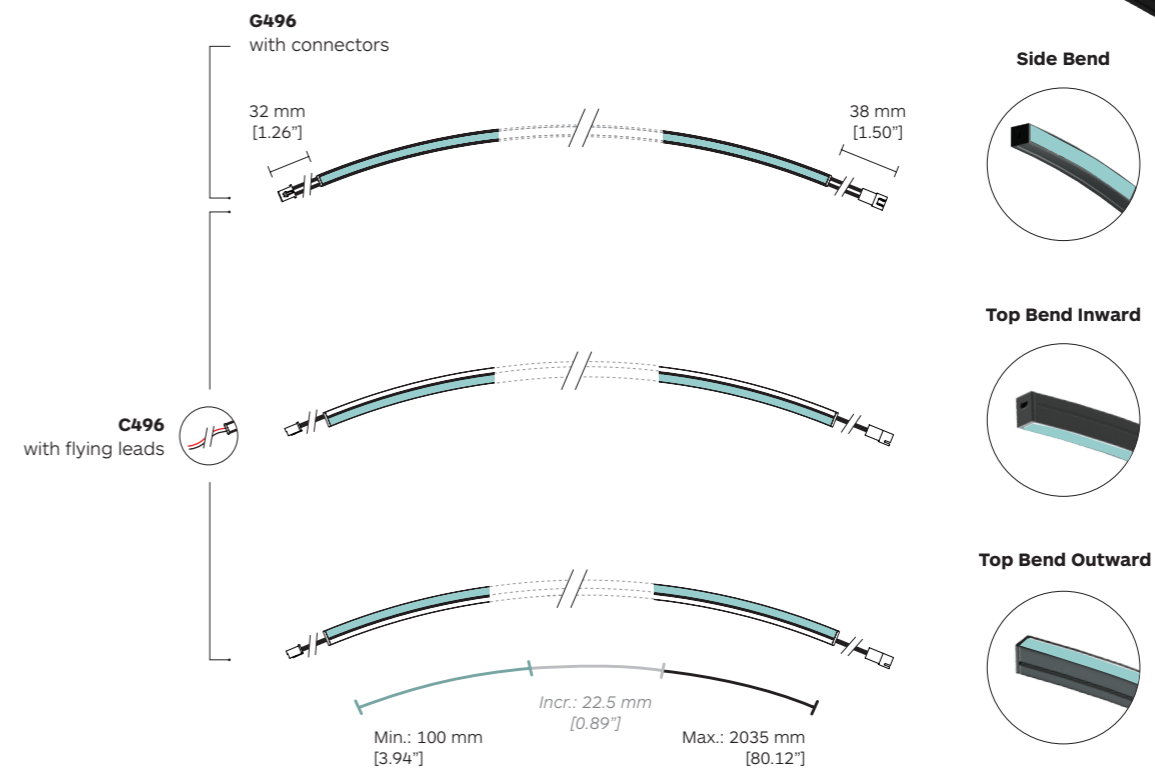 G496
with connectors
Side Bend
32 mm
[1.26”]
38 mm
[1.50”]
Top Bend Inward
C496
with flying leads
Top Bend Outward
Incr.: 22.5 mm
[0.89”]
Min.: 100 mm
[3.94”]
Max.: 2035 mm
[80.12”]